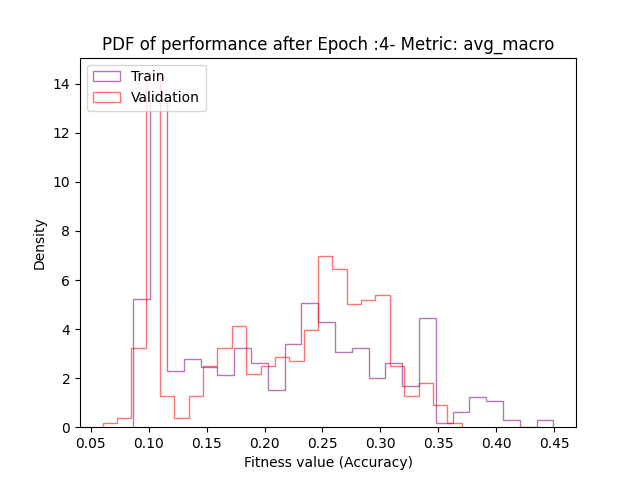 PDF of performance after Epoch :4- Metric: avg_macro
Train
Validation
14
12
10
8
6
4
2
0
Density
0.05 0.10 0.15 0.20 0.25 0.30 0.35 0.40 0.45
Fitness value (Accuracy)